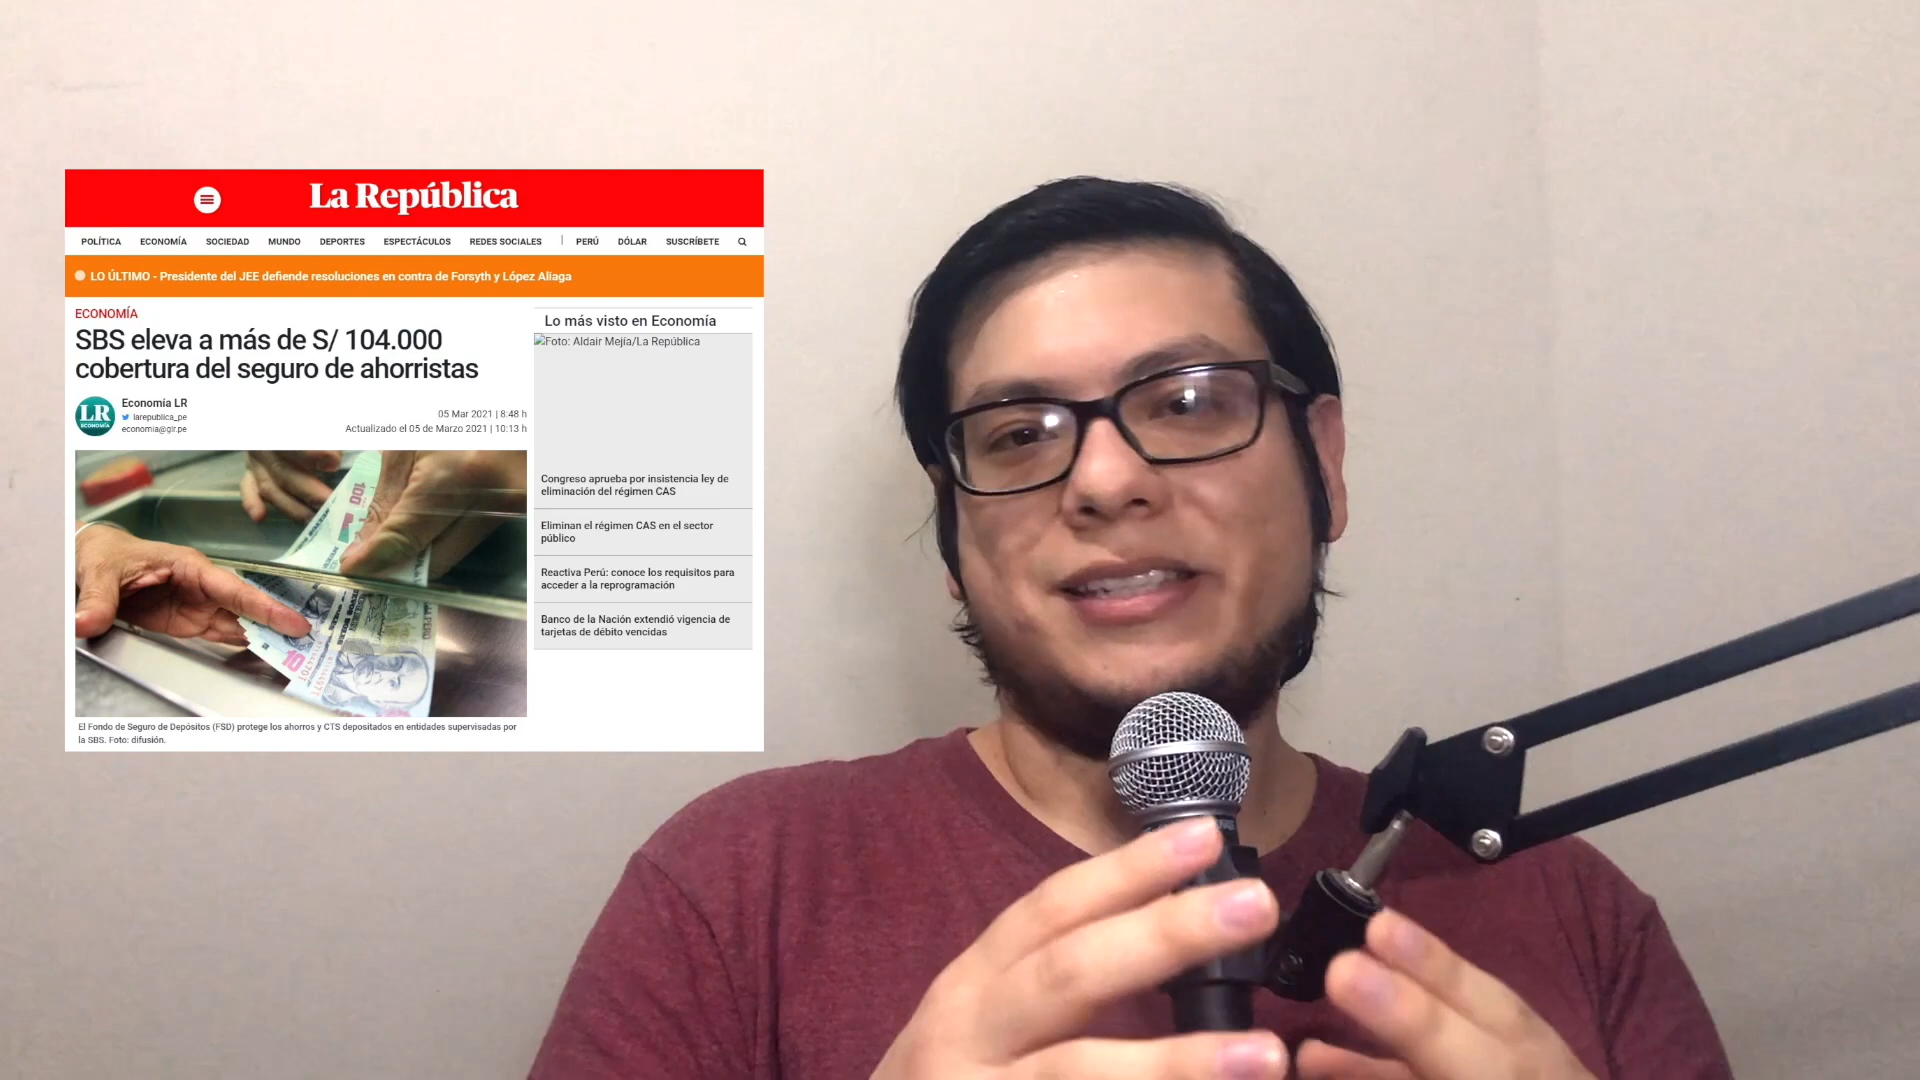 La República
POLÍTICA ECONOMÍA SOCIEDAD MUNDO DEPORTES ESPECTÁCULOS REDES SOCIALES | PERÚ DÓLAR SUSCRÍBETE
LO ÚLTIMO - Presidente del JEE defiende resoluciones en contra de Forsyth y López Aliaga
ECONOMÍA
SBS eleva a más de S/ 104.000
cobertura del seguro de ahorristas
LR
ECONOMÍA
Economía LR
larepublica_pe
economia@glr.pe
05 Mar 2021 | 8:48 h
Actualizado el 05 de Marzo 2021 | 10:13 h
100
10
El Fondo de Seguro de Depósitos (FSD) protege los ahorros y CTS depositados en entidades supervisadas por
la SBS. Foto: difusión.
Lo más visto en Economía
Foto: Aldair Mejía/La República
Congreso aprueba por insistencia ley de
eliminación del régimen CAS
Eliminan el régimen CAS en el sector
público
Reactiva Perú: conoce los requisitos para
acceder a la reprogramación
Banco de la Nación extendió vigencia de
tarjetas de débito vencidas